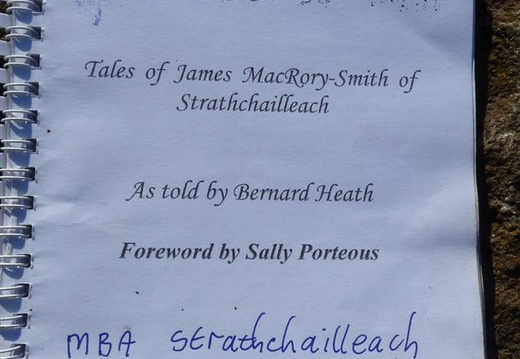 Tales of James MacRory-Smith of
Strathchailleach
As told by Bernard Heath
Foreword by Sally Porteous
MBA Strathchailleach